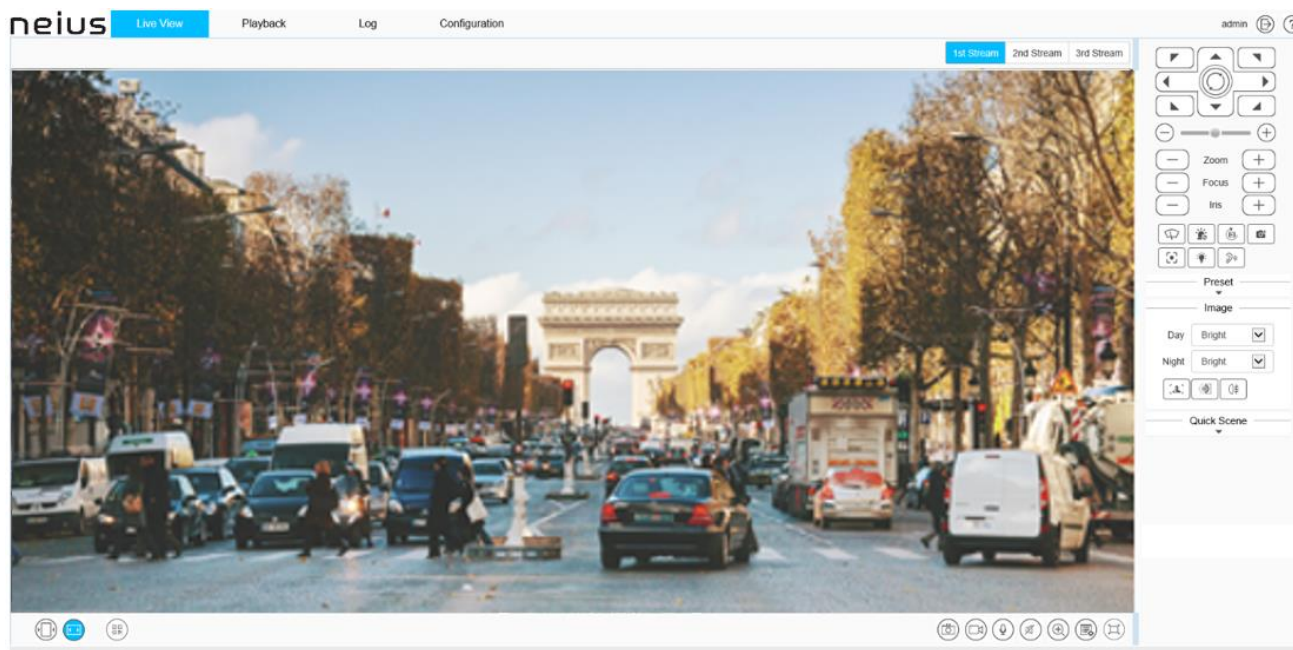 neius
Live View Playback Log Configuration admin
1st Stream 2nd Stream 3rd Stream
Zoom
Focus
Iris
Preset
Image
Day Bright
Night Bright
Quick Scene